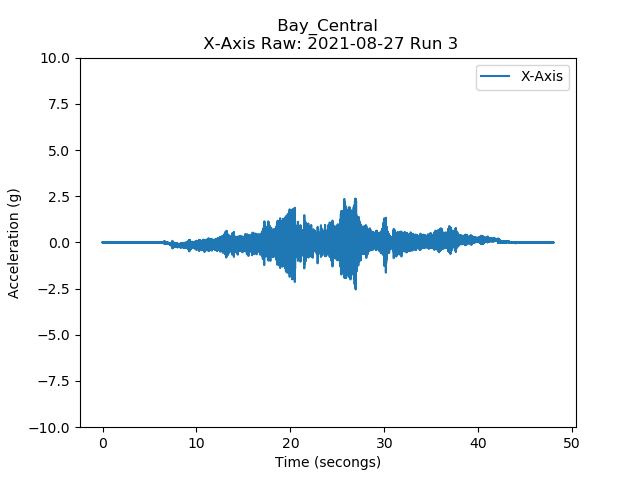 Bay_Central
X-Axis Raw: 2021-08-27 Run 3
10.0
7.5
5.0
2.5
0.0
−2.5
−5.0
−7.5
−10.0
Acceleration (g)
X-Axis
0 10 20 30 40 50
Time (secongs)